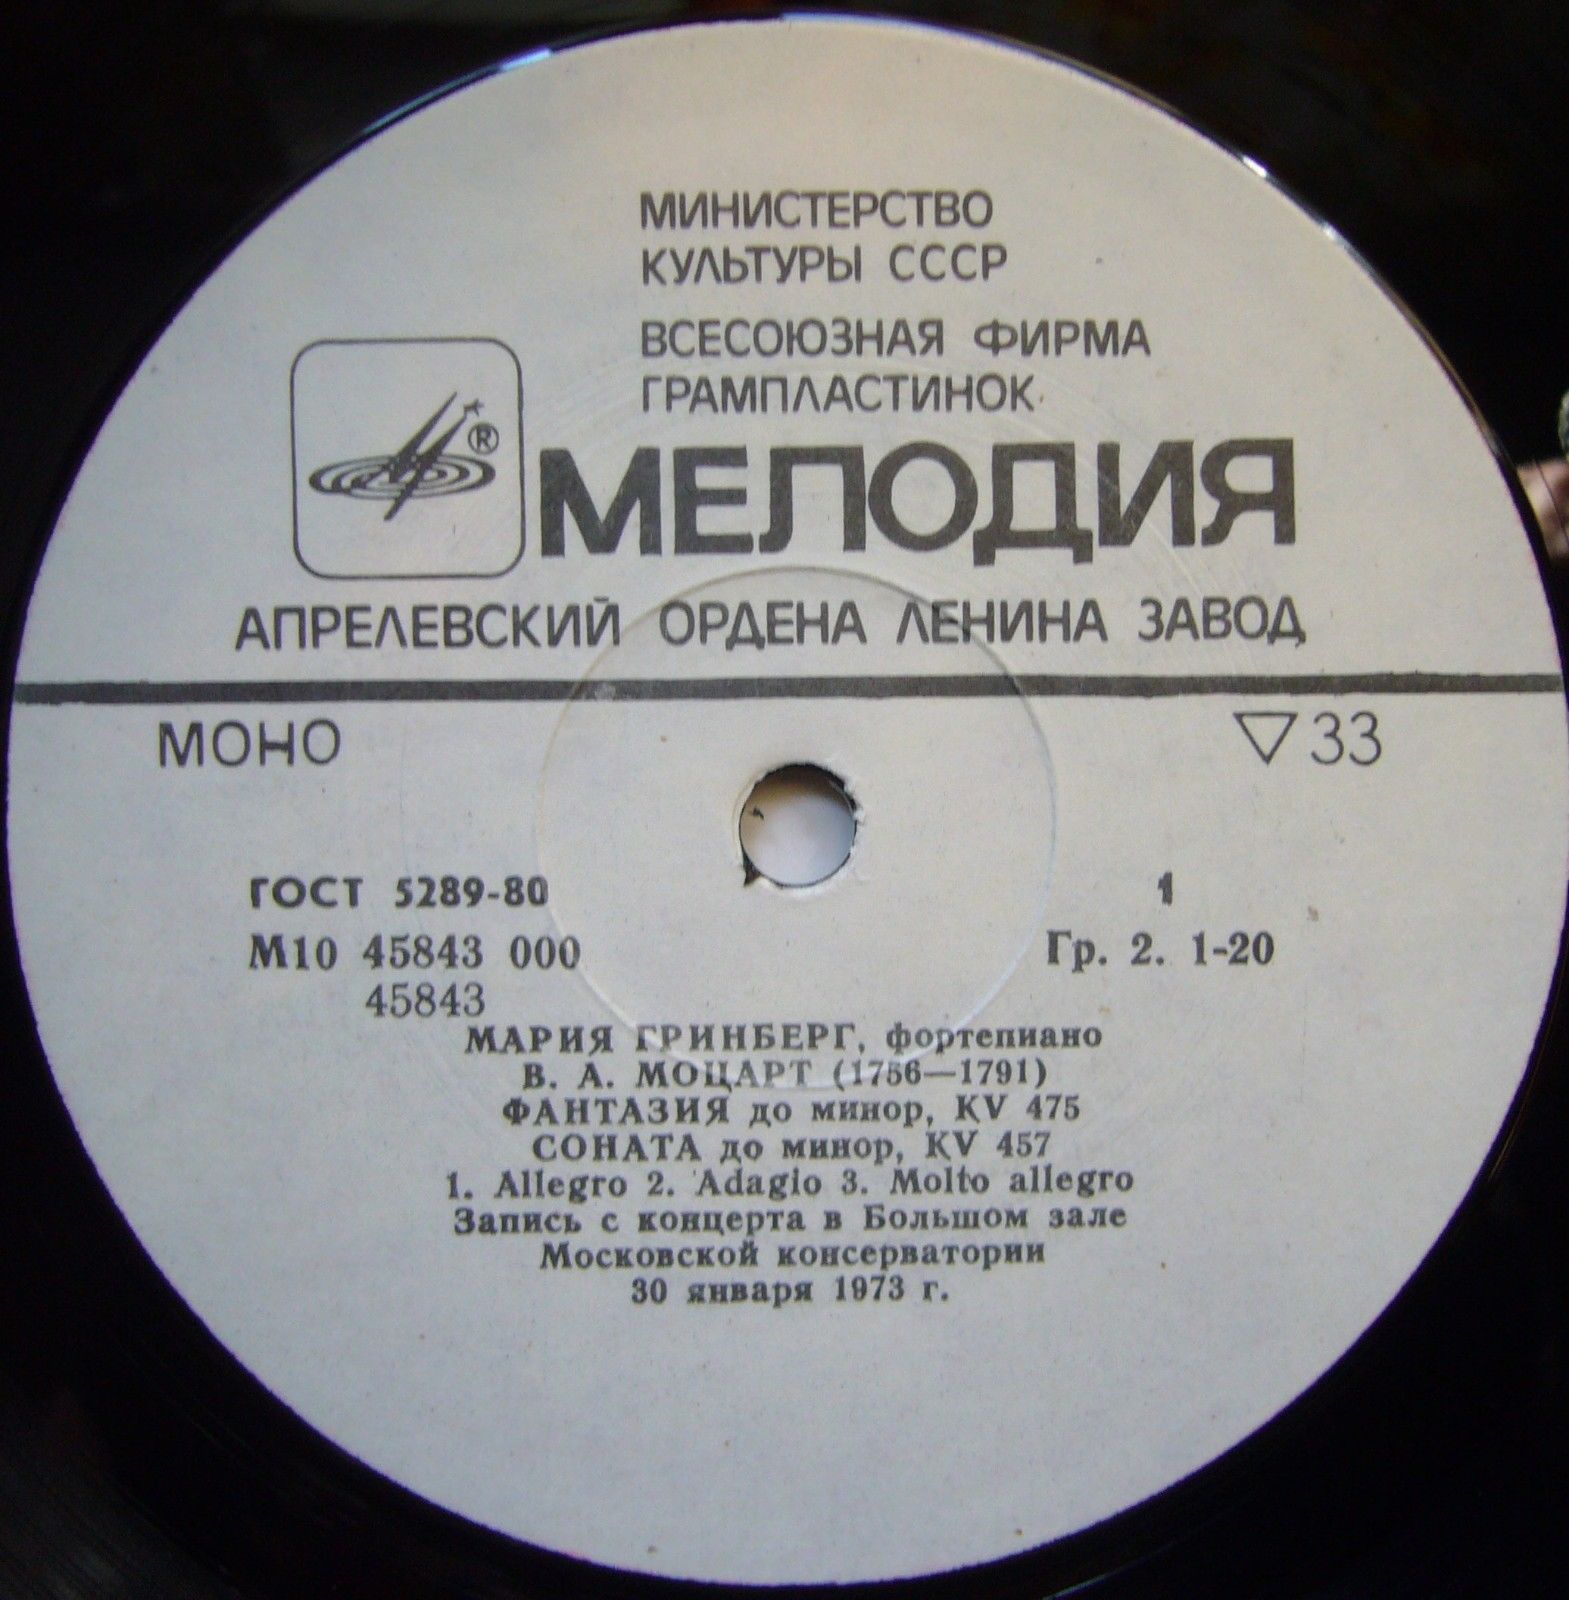 МИНИСТЕРСТВО
КУЛЬТУРЫ СССР
ВСЕСОЮЗНАЯ ФИРМА
ГРАМПЛАСТИНОК
®
МЕЛОДИЯ
АПРЕЛЕВСКИЙ ОРДЕНА ЛЕНИНА ЗАВОД
МОНО ▽33
ГОСТ 5289-80 1
М10 45843 000 Гр. 2. 1-20
45843
МАРИЯ ГРИНБЕРГ, фортепиано
В. А. МОЦАРТ (1756—1791)
ФАНТАЗИЯ до минор, KV 475
СОНАТА до минор, KV 457
1. Allegro 2. Adagio 3. Molto allegro
Запись с концерта в Большом зале
Московской консерватории
30 января 1973 г.